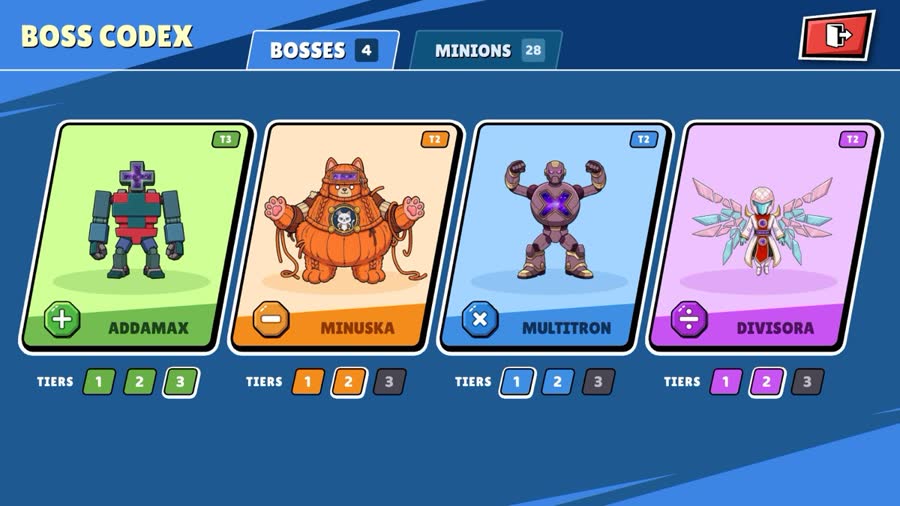 BOSS CODEX
BOSSES 4
MINIONS 28
T3
T2
T2
T2
+ ADDAMAX
− MINUSKA
× MULTITRON
÷ DIVISORA
TIERS 1 2 3
TIERS 1 2 3
TIERS 1 2 3
TIERS 1 2 3